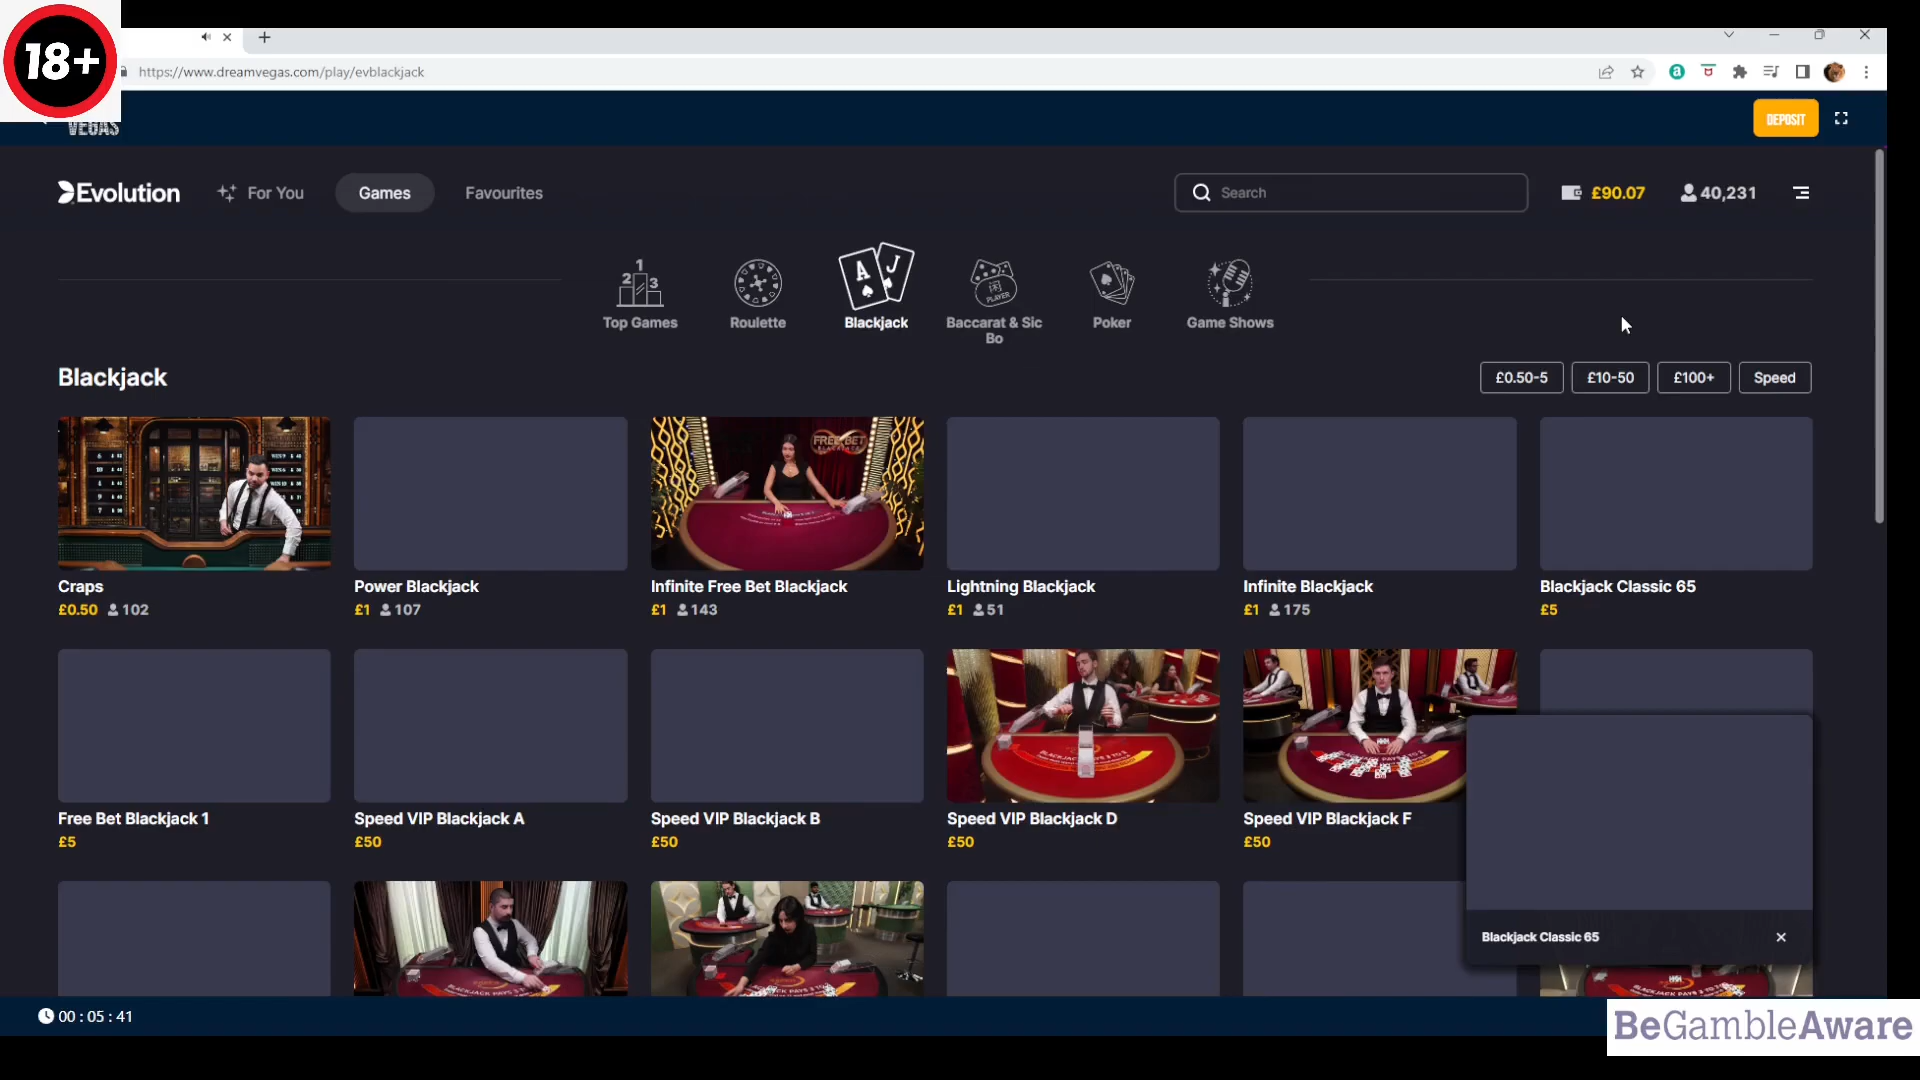 18+
https://www.dreamvegas.com/play/evblackjack
VEGAS
DEPOSIT
Evolution
For You
Games
Favourites
Search
£90.07
40,231
Top Games
Roulette
Blackjack
Baccarat & Sic
Bo
Poker
Game Shows
Blackjack
£0.50-5
£10-50
£100+
Speed
Craps
£0.50 102
Power Blackjack
£1 107
Infinite Free Bet Blackjack
£1 143
Lightning Blackjack
£1 51
Infinite Blackjack
£1 175
Blackjack Classic 65
£5
Free Bet Blackjack 1
£5
Speed VIP Blackjack A
£50
Speed VIP Blackjack B
£50
Speed VIP Blackjack D
£50
Speed VIP Blackjack F
£50
Blackjack Classic 65
00 : 05 : 41
BeGambleAware